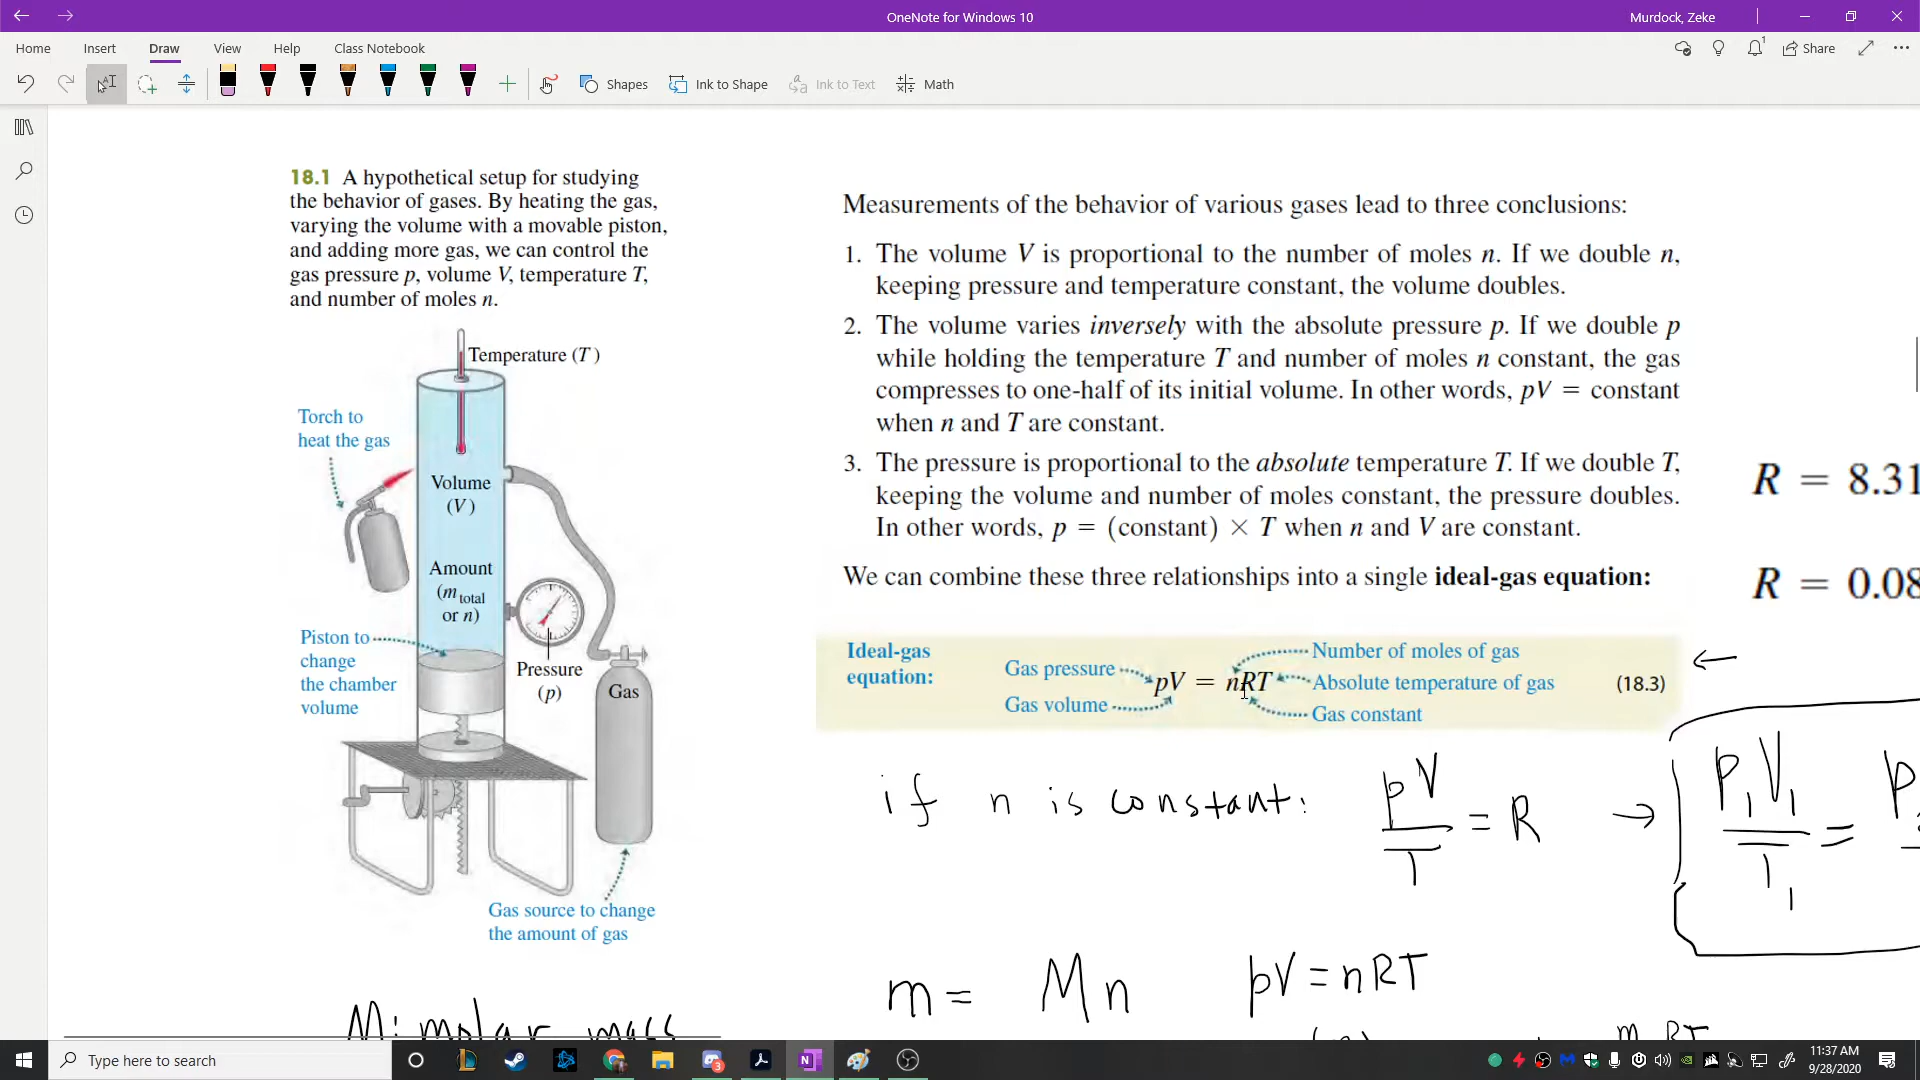 OneNote for Windows 10
Murdock, Zeke
Home
Insert
Draw
View
Help
Class Notebook
Share
Shapes
Ink to Shape
Ink to Text
Math
18.1 A hypothetical setup for studying
the behavior of gases. By heating the gas,
varying the volume with a movable piston,
and adding more gas, we can control the
gas pressure p, volume V, temperature T,
and number of moles n.
Temperature (T)
Torch to
heat the gas
Volume
(V)
Amount
(m total
or n)
Piston to
change
the chamber
volume
Pressure
(p)
Gas
Gas source to change
the amount of gas
Measurements of the behavior of various gases lead to three conclusions:
1. The volume V is proportional to the number of moles n. If we double n,
keeping pressure and temperature constant, the volume doubles.
2. The volume varies inversely with the absolute pressure p. If we double p
while holding the temperature T and number of moles n constant, the gas
compresses to one-half of its initial volume. In other words, pV = constant
when n and T are constant.
3. The pressure is proportional to the absolute temperature T. If we double T,
keeping the volume and number of moles constant, the pressure doubles.
In other words, p = (constant) × T when n and V are constant.
We can combine these three relationships into a single ideal-gas equation:
R = 8.31
R = 0.08
Ideal-gas
equation:
Gas pressure
Gas volume
pV = nRT
Number of moles of gas
Absolute temperature of gas
Gas constant
(18.3)
←
if n is constant: pV/T = R → P₁V₁/T₁ = P
m = Mn
pV = nRT
M: molar mass
(n)
m RT
Type here to search
3
11:37 AM
9/28/2020